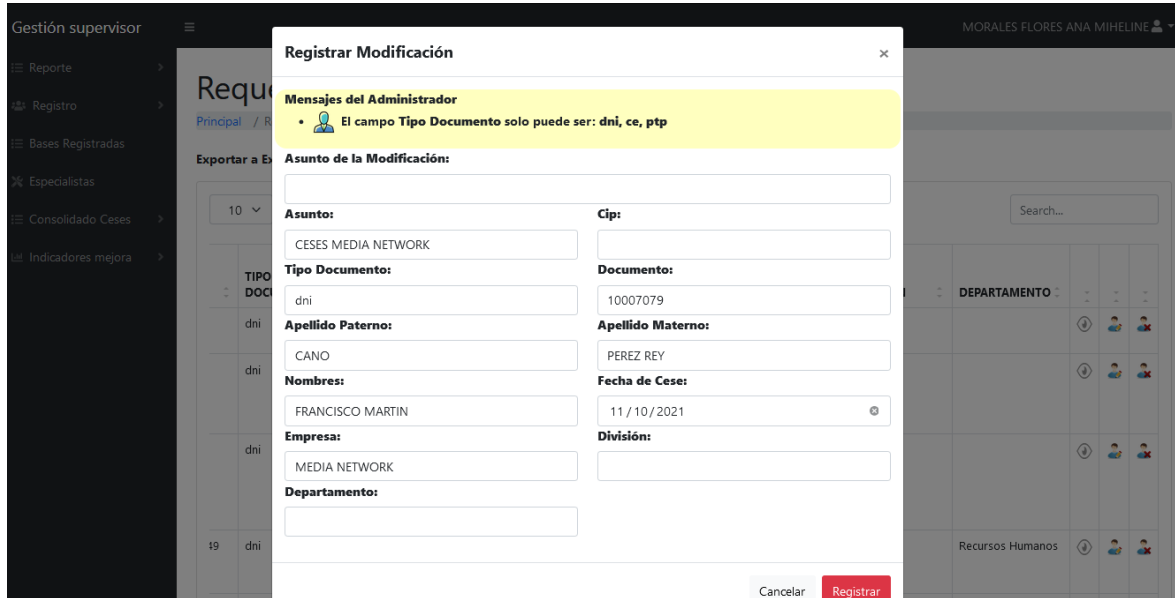 Gestión supervisor
MORALES FLORES ANA MIHELINE
Reporte
Registro
Bases Registradas
Especialistas
Consolidado Ceses
Indicadores mejora
Principal / R
Exportar a
10
Search...
TIPO
DEPARTAMENTO
dni
dni
dni
49 dni
Recursos Humanos
Registrar Modificación
×
Mensajes del Administrador
• El campo Tipo Documento solo puede ser: dni, ce, ptp
Asunto de la Modificación:
Asunto: Cip:
CESES MEDIA NETWORK
Tipo Documento: Documento:
dni 10007079
Apellido Paterno: Apellido Materno:
CANO PEREZ REY
Nombres: Fecha de Cese:
FRANCISCO MARTIN 11/10/2021
Empresa: División:
MEDIA NETWORK
Departamento:
Cancelar Registrar